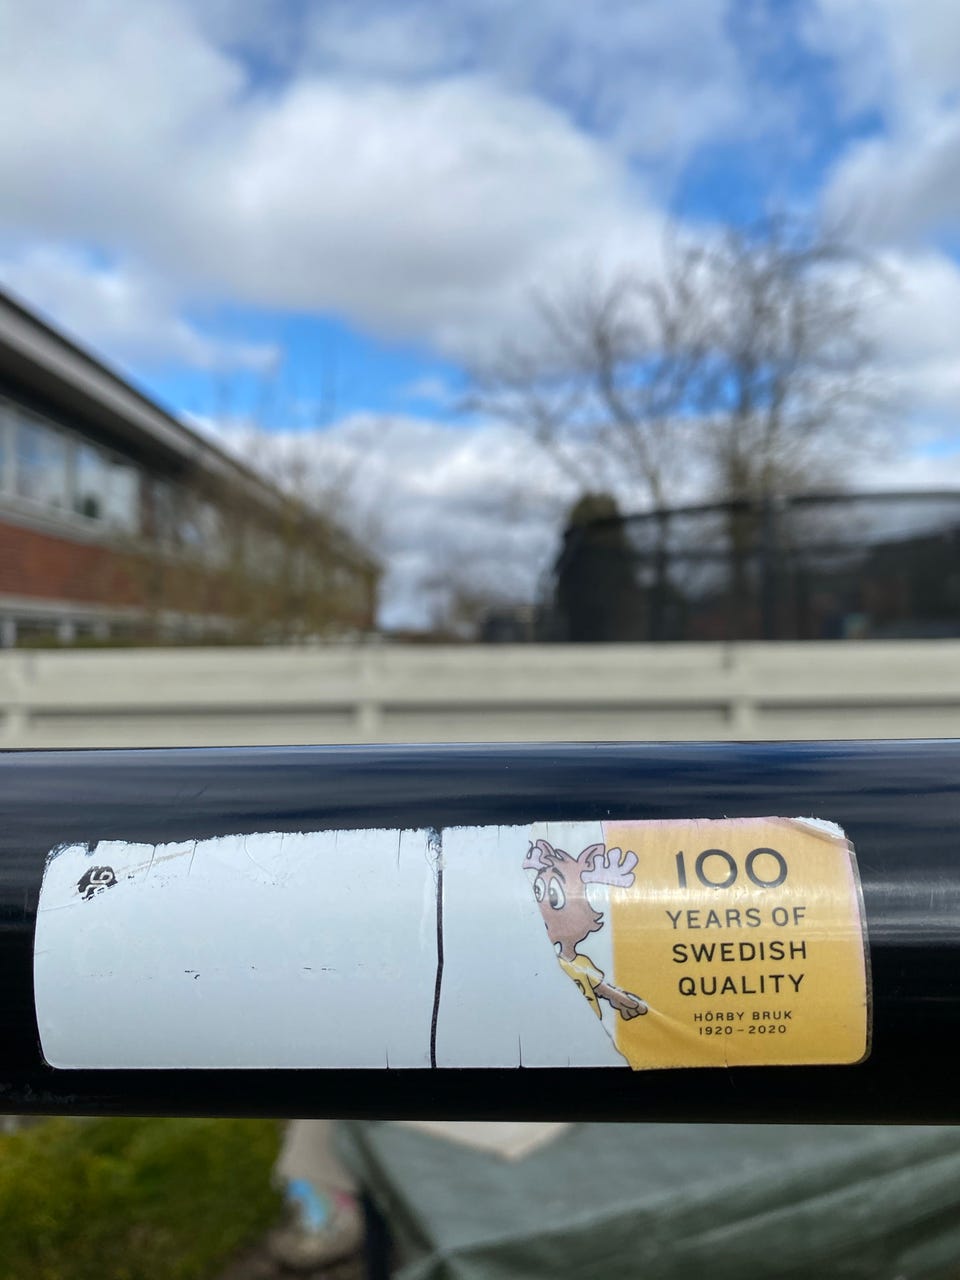 100
YEARS OF
SWEDISH
QUALITY
HÖRBY BRUK
1920–2020